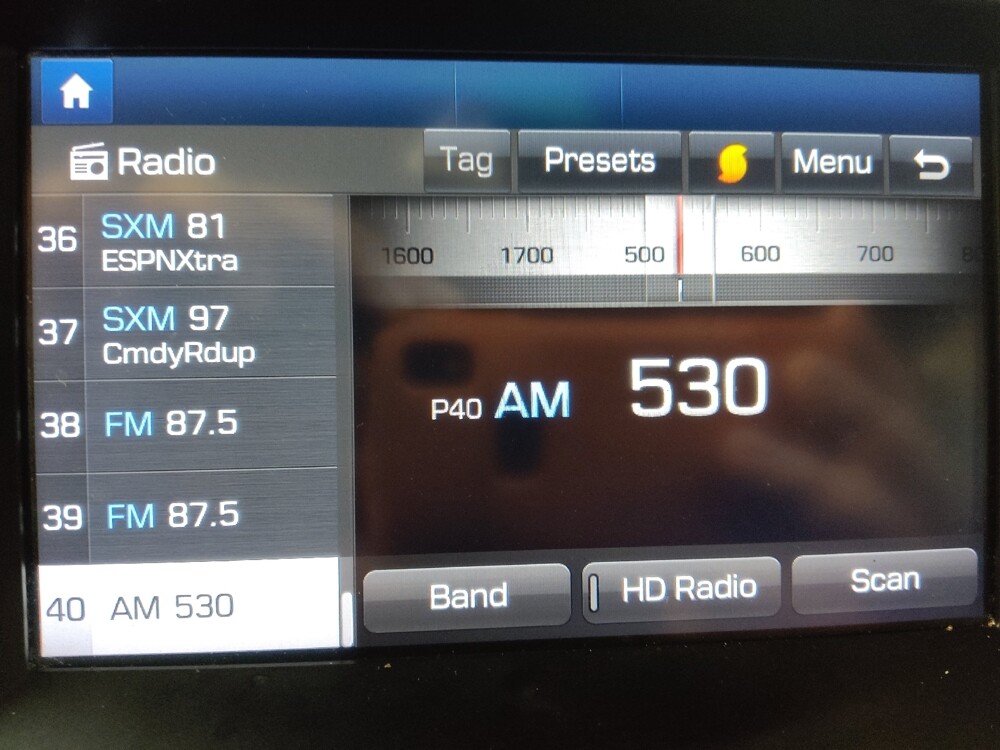 Radio
Tag
Presets
Menu
36 SXM 81
ESPNXtra
37 SXM 97
CmdyRdup
38 FM 87.5
39 FM 87.5
40 AM 530
1600 1700 500 600 700
P40 AM 530
Band
HD Radio
Scan